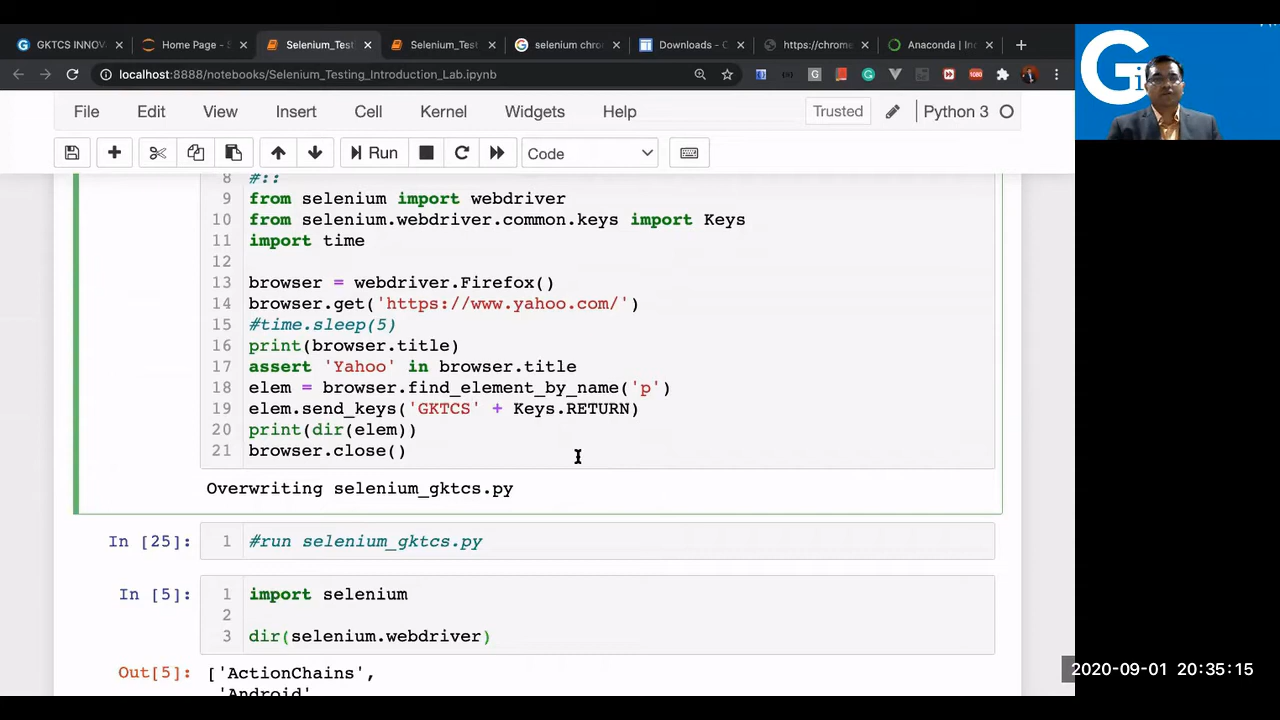 GKTCS INNOV
Home Page - S
Selenium_Test
Selenium_Test
selenium chro
Downloads - C
https://chrome
Anaconda | Inc
localhost:8888/notebooks/Selenium_Testing_Introduction_Lab.ipynb
File Edit View Insert Cell Kernel Widgets Help Trusted Python 3
Run Code
8 #::
9 from selenium import webdriver
10 from selenium.webdriver.common.keys import Keys
11 import time
12
13 browser = webdriver.Firefox()
14 browser.get('https://www.yahoo.com/')
15 #time.sleep(5)
16 print(browser.title)
17 assert 'Yahoo' in browser.title
18 elem = browser.find_element_by_name('p')
19 elem.send_keys('GKTCS' + Keys.RETURN)
20 print(dir(elem))
21 browser.close()
Overwriting selenium_gktcs.py
In [25]: 1 #run selenium_gktcs.py
In [5]: 1 import selenium
2
3 dir(selenium.webdriver)
Out[5]: ['ActionChains',
'Android'
2020-09-01 20:35:15